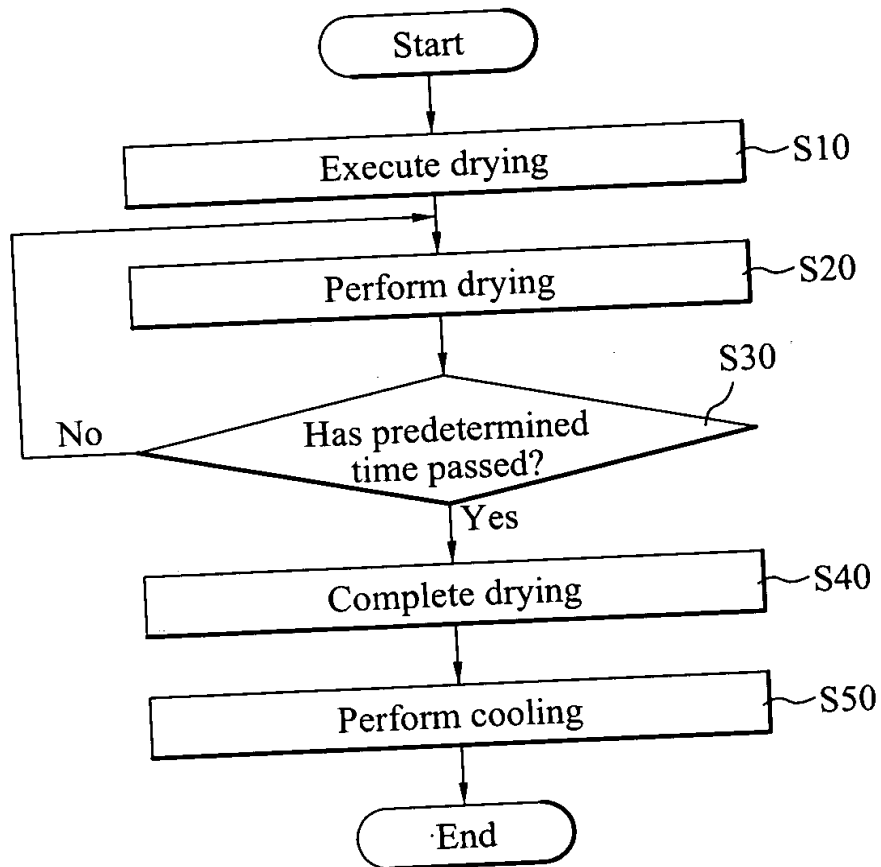 Start
Execute drying
S10
Perform drying
S20
S30
Has predetermined
time passed?
No
Yes
Complete drying
S40
Perform cooling
S50
End